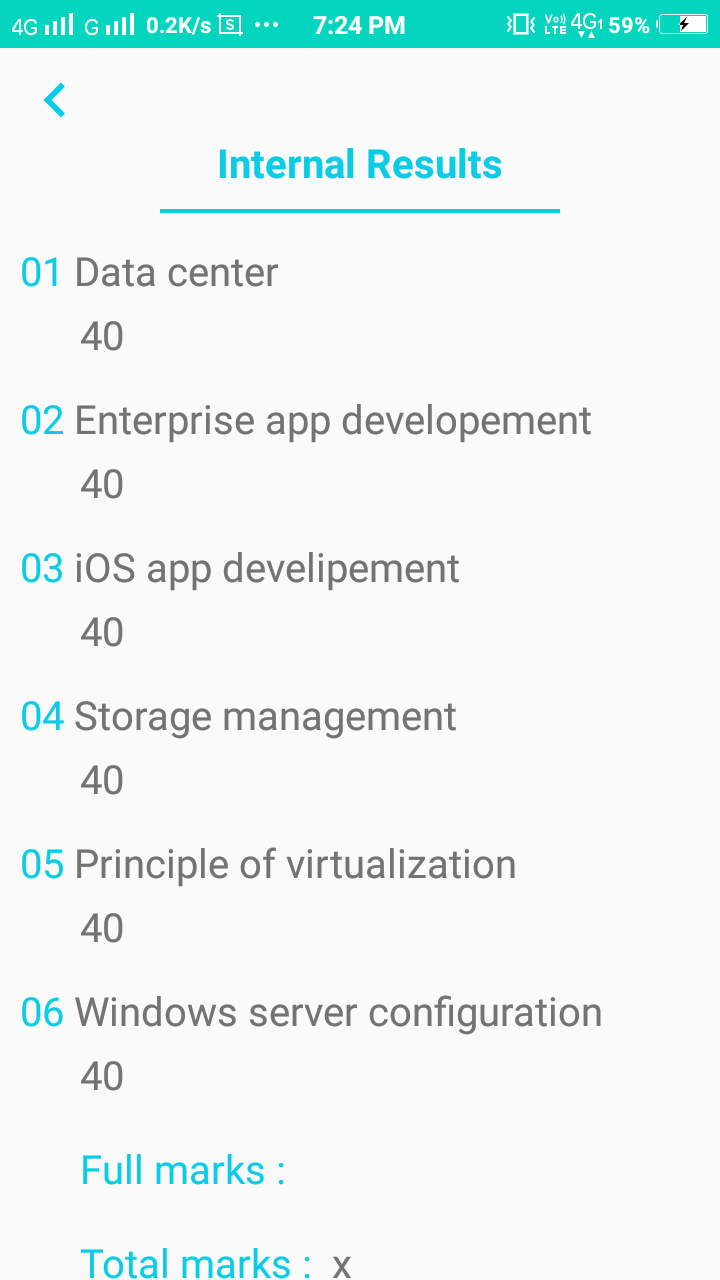 4G G 0.2K/s S ... 7:24 PM Vo)) LTE 4G1 59%
Internal Results
01 Data center
40
02 Enterprise app developement
40
03 iOS app develipement
40
04 Storage management
40
05 Principle of virtualization
40
06 Windows server configuration
40
Full marks :
Total marks : x